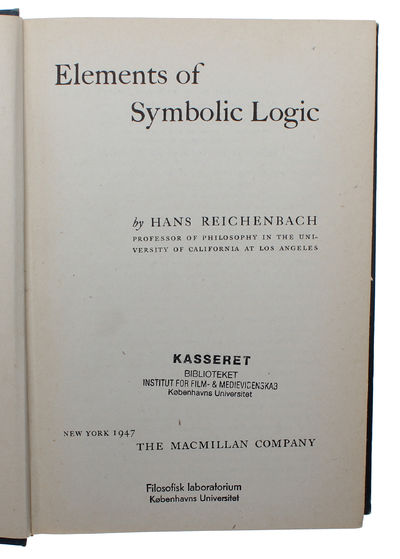 Elements of
Symbolic Logic
by HANS REICHENBACH
PROFESSOR OF PHILOSOPHY IN THE UNI-
VERSITY OF CALIFORNIA AT LOS ANGELES
KASSERET
BIBLIOTEKET
INSTITUT FOR FILM- & MEDIEVIDENSKAB
Københavns Universitet
NEW YORK 1947
THE MACMILLAN COMPANY
Filosofisk laboratorium
Københavns Universitet